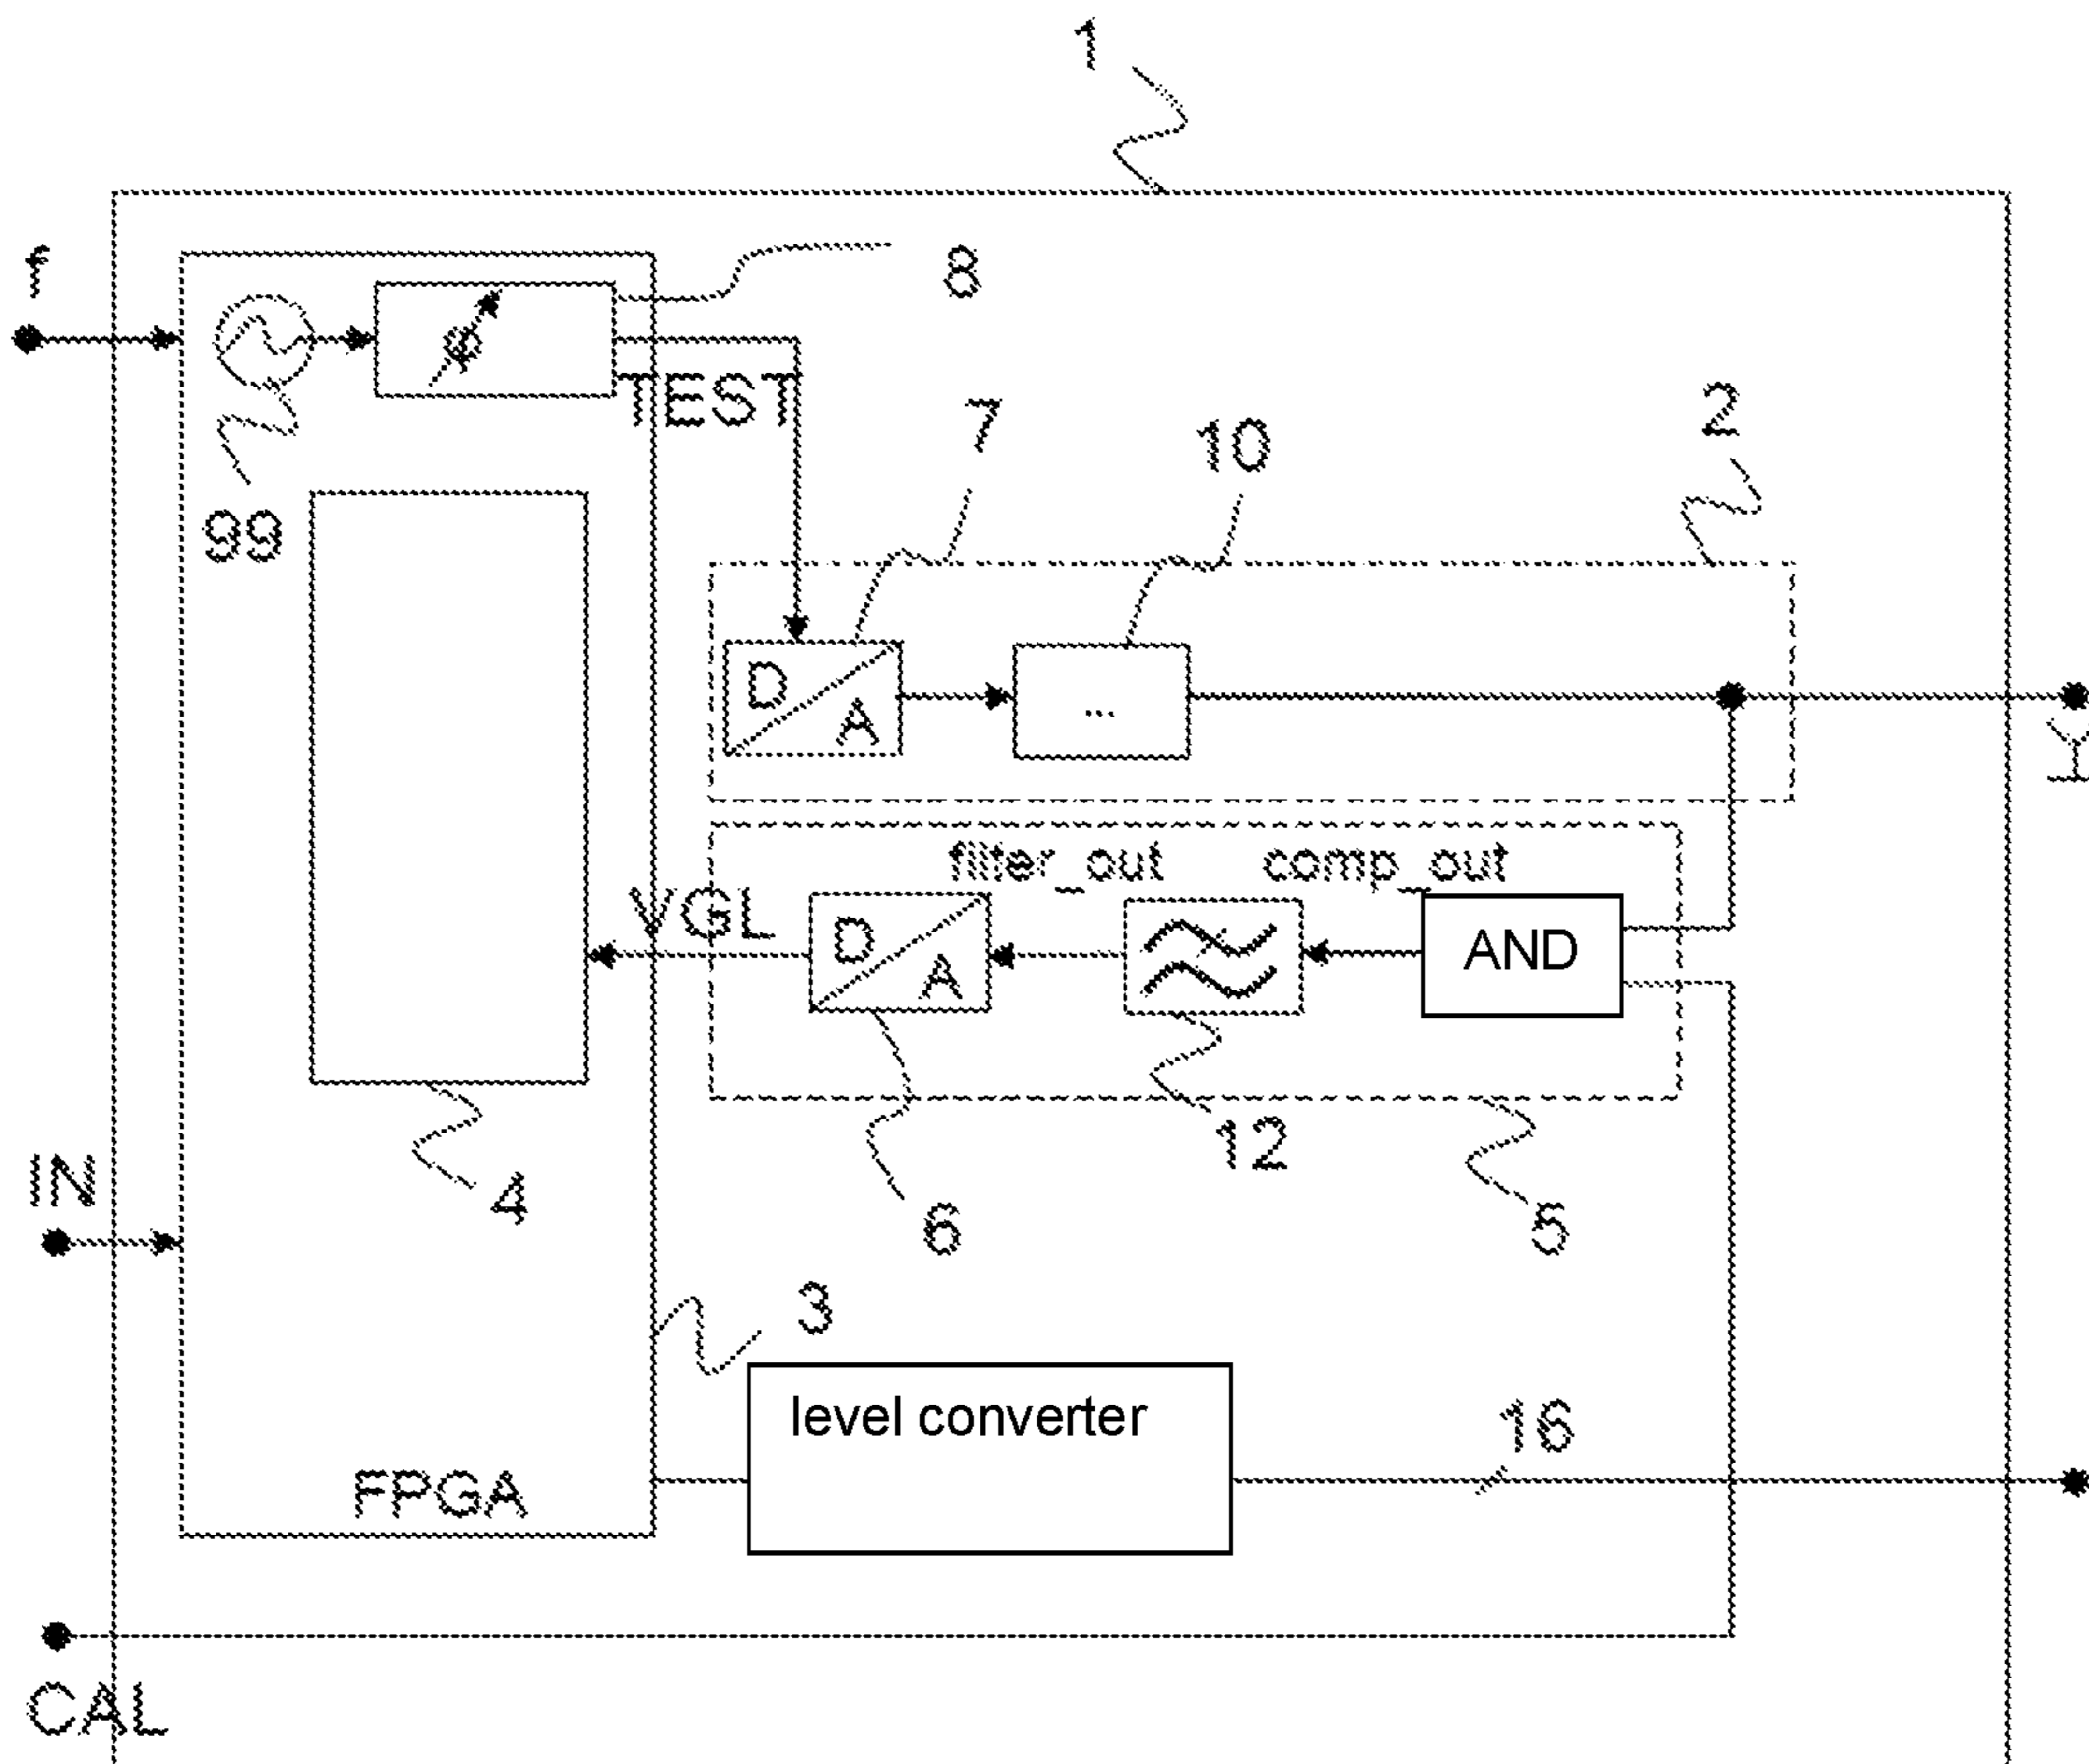 1
f
8
φ
TEST
7
10
2
99
D
A
...
Y
filter_out
comp_out
VGL
D
A
AND
IN
4
12
6
5
3
level converter
16
FPGA
CAL